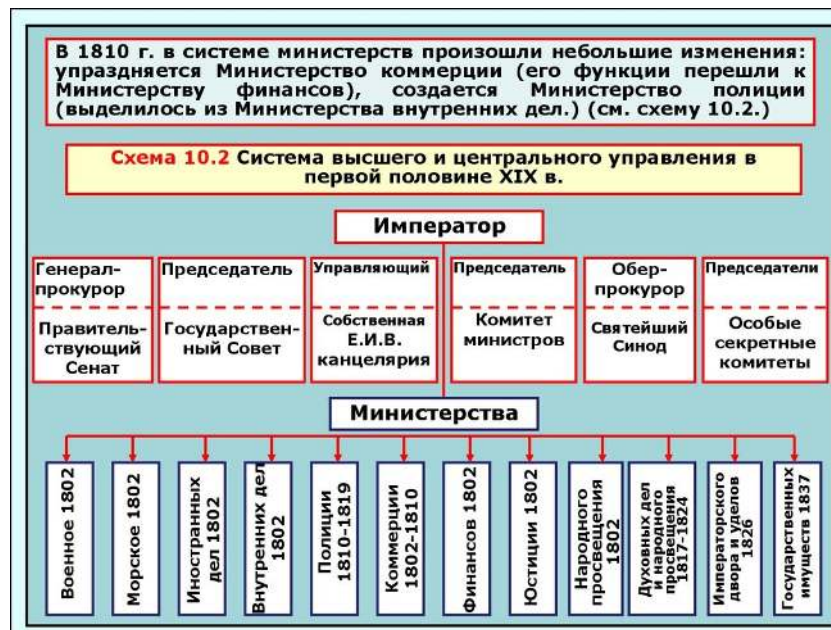 В 1810 г. в системе министерств произошли небольшие изменения:
упраздняется Министерство коммерции (его функции перешли к
Министерству финансов), создается Министерство полиции
(выделилось из Министерства внутренних дел.) (см. схему 10.2.)
Схема 10.2 Система высшего и центрального управления в
первой половине XIX в.
Император
Генерал-
прокурор
Правитель-
ствующий
Сенат
Председатель
Государствен-
ный Совет
Управляющий
Собственная
Е.И.В.
канцелярия
Председатель
Комитет
министров
Обер-
прокурор
Святейший
Синод
Председатели
Особые
секретные
комитеты
Министерства
Военное 1802
Морское 1802
Иностранных
дел 1802
Внутренних дел
1802
Полиции
1810-1819
Коммерции
1802-1810
Финансов 1802
Юстиции 1802
Народного
просвещения
1802
Духовных дел
и народного
просвещения
1817-1824
Императорского
двора и уделов
1826
Государственных
имуществ 1837